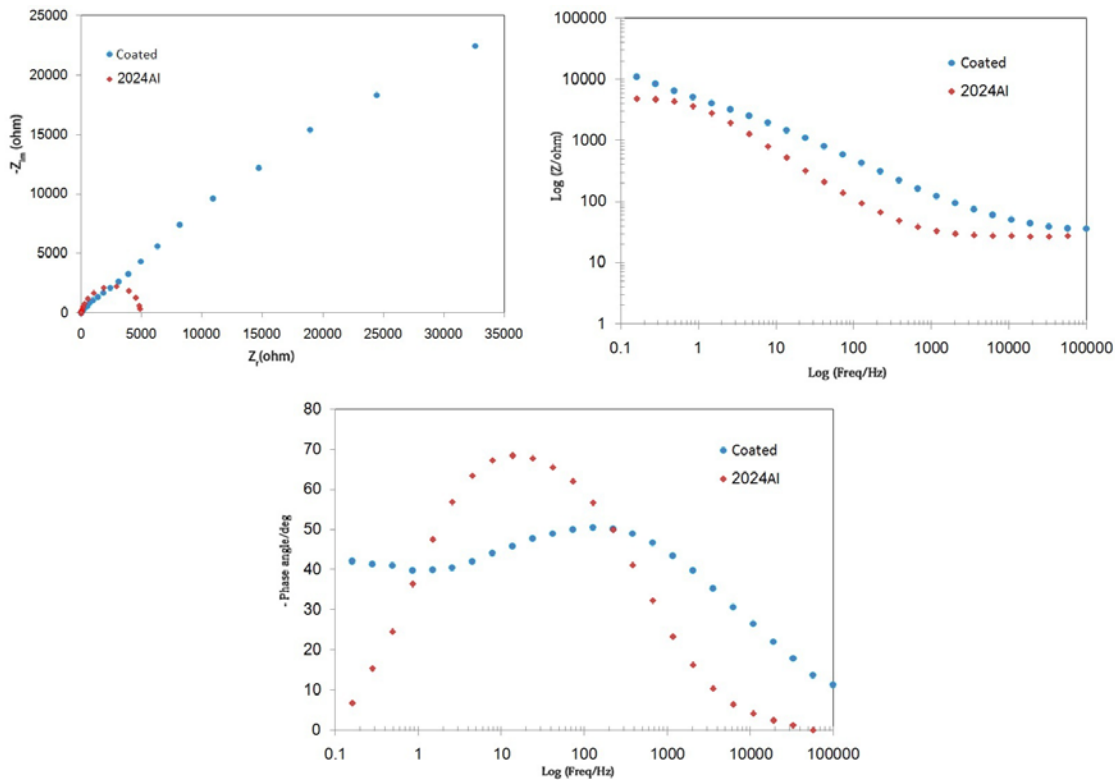 25000
20000
15000
10000
5000
0
-Z_im (ohm)
Coated
2024Al
0 5000 10000 15000 20000 25000 30000 35000
Z_r(ohm)
100000
10000
1000
100
10
1
Log (Z/ohm)
Coated
2024Al
0.1 1 10 100 1000 10000 100000
Log (Freq/Hz)
80
70
60
50
40
30
20
10
0
- Phase angle/deg
Coated
2024Al
0.1 1 10 100 1000 10000 100000
Log (Freq/Hz)